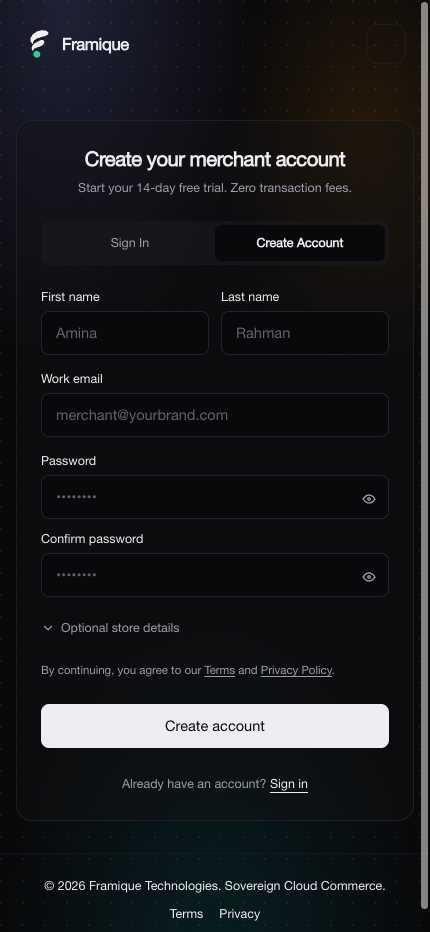 Framique
Create your merchant account
Start your 14-day free trial. Zero transaction fees.
Sign In
Create Account
First name
Last name
Amina
Rahman
Work email
merchant@yourbrand.com
Password
••••••••
Confirm password
••••••••
Optional store details
By continuing, you agree to our Terms and Privacy Policy.
Create account
Already have an account? Sign in
© 2026 Framique Technologies. Sovereign Cloud Commerce.
Terms Privacy